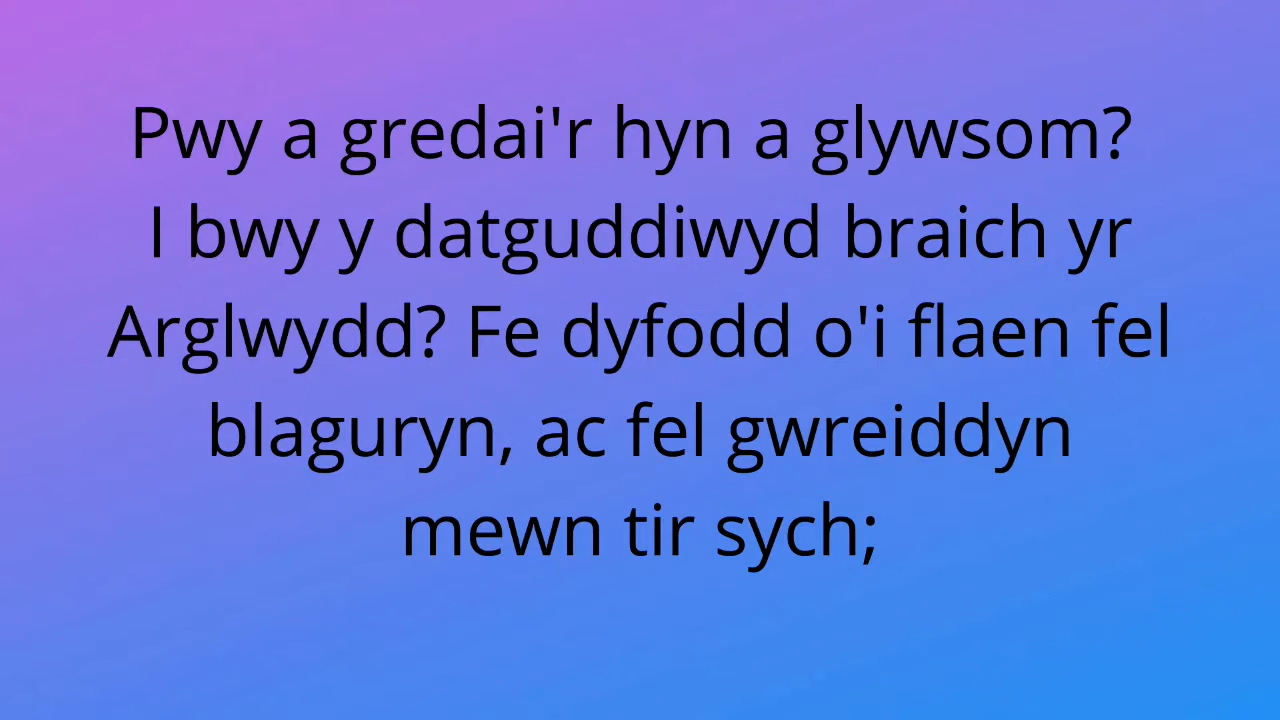 Pwy a gredai'r hyn a glywsom?
I bwy y datguddiwyd braich yr
Arglwydd? Fe dyfodd o'i flaen fel
blaguryn, ac fel gwreiddyn
mewn tir sych;